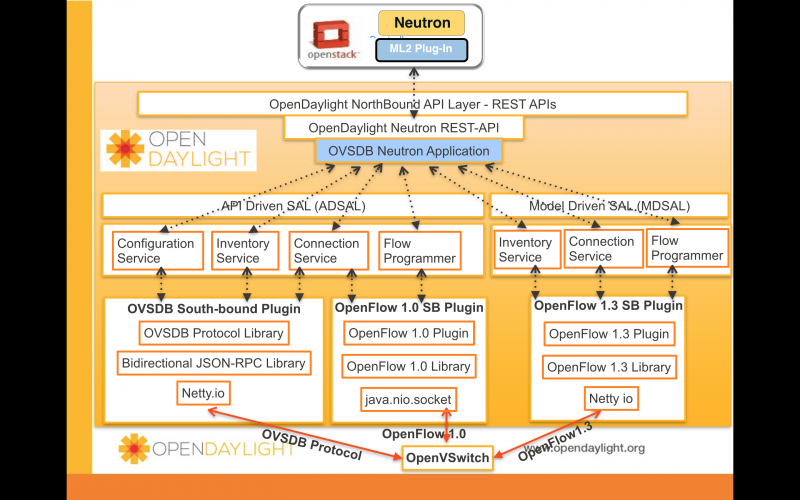 Neutron
openstack
ML2 Plug-In
OpenDaylight NorthBound API Layer - REST APIs
OpenDaylight Neutron REST-API
OPEN
DAYLIGHT
OVSDB Neutron Application
API Driven SAL (ADSAL)
Model Driven SAL (MDSAL)
Configuration
Service
Inventory
Service
Connection
Service
Flow
Programmer
Inventory
Service
Connection
Service
Flow
Programmer
OVSDB South-bound Plugin
OVSDB Protocol Library
Bidirectional JSON-RPC Library
Netty.io
OpenFlow 1.0 SB Plugin
OpenFlow 1.0 Plugin
OpenFlow 1.0 Library
java.nio.socket
OpenFlow 1.3 SB Plugin
OpenFlow 1.3 Plugin
OpenFlow 1.3 Library
Netty io
OPENDAYLIGHT
OVSDB Protocol
OpenFlow 1.0
OpenFlow1.3
www.opendaylight.org
OpenVSwitch